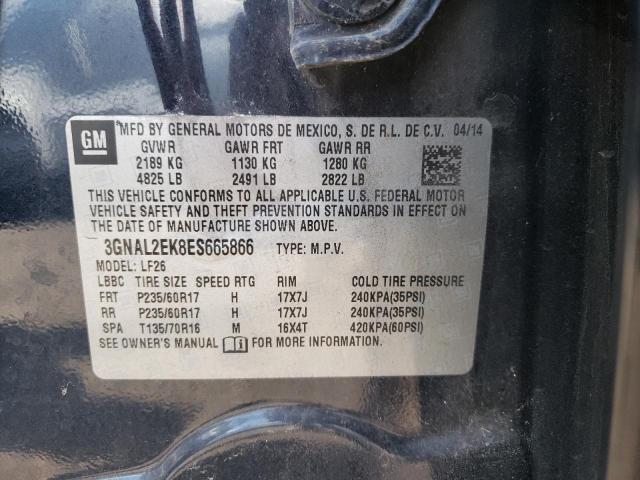 GM MFD BY GENERAL MOTORS DE MEXICO, S. DE R.L. DE C.V. 04/14
GVWR GAWR FRT GAWR RR
2189 KG 1130 KG 1280 KG
4825 LB 2491 LB 2822 LB
THIS VEHICLE CONFORMS TO ALL APPLICABLE U.S. FEDERAL MOTOR
VEHICLE SAFETY AND THEFT PREVENTION STANDARDS IN EFFECT ON
THE DATE OF MANUFACTURE SHOWN ABOVE.
3GNAL2EK8ES665866 TYPE: M.P.V.
MODEL: LF26
LBBC TIRE SIZE SPEED RTG RIM COLD TIRE PRESSURE
FRT P235/60R17 H 17X7J 240KPA(35PSI)
RR P235/60R17 H 17X7J 240KPA(35PSI)
SPA T135/70R16 M 16X4T 420KPA(60PSI)
SEE OWNER'S MANUAL FOR MORE INFORMATION.